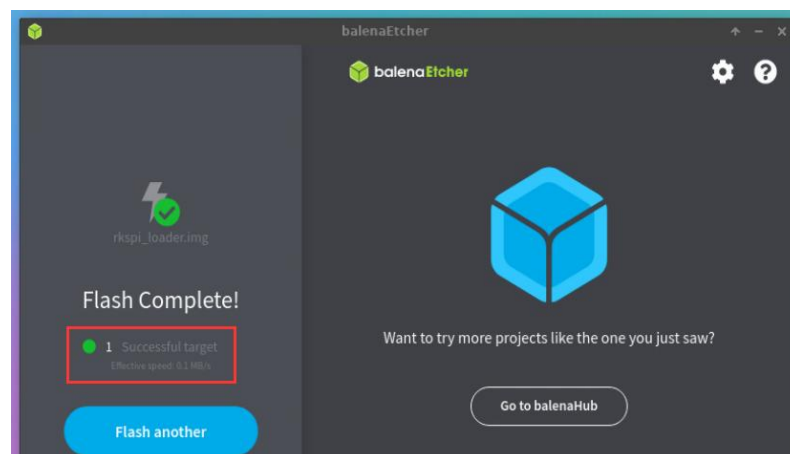 balenaEtcher
balenaEtcher
rkspi_loader.img
Flash Complete!
1 Successful target
Effective speed: 0.1 MB/s
Flash another
Want to try more projects like the one you just saw?
Go to balenaHub